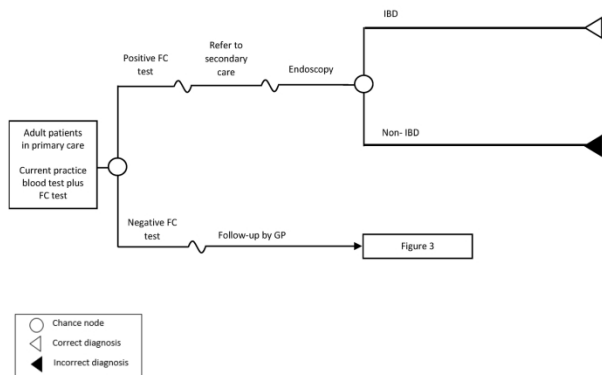 IBD
Positive FC
test
Refer to
secondary
care
Endoscopy
Non- IBD
Adult patients
in primary care
Current practice
blood test plus
FC test
Negative FC
test
Follow-up by GP
Figure 3
Chance node
Correct diagnosis
Incorrect diagnosis